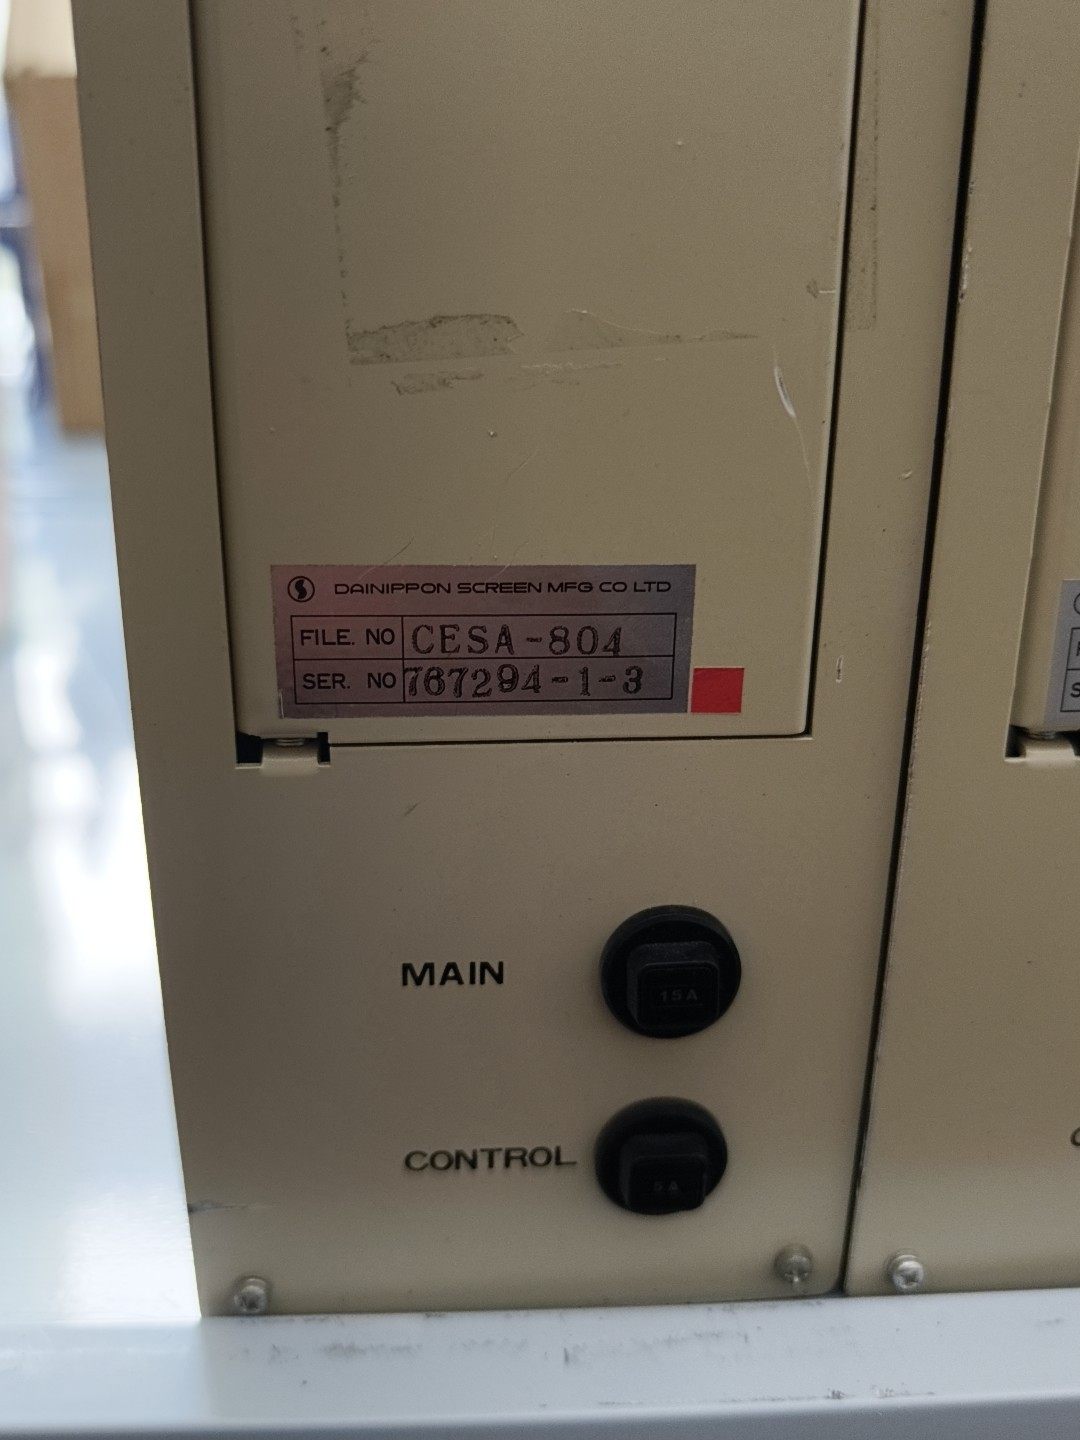 DAINIPPON SCREEN MFG CO LTD
FILE. NO CESA-804
SER. NO 767294-1-3
MAIN
15A
CONTROL
5A